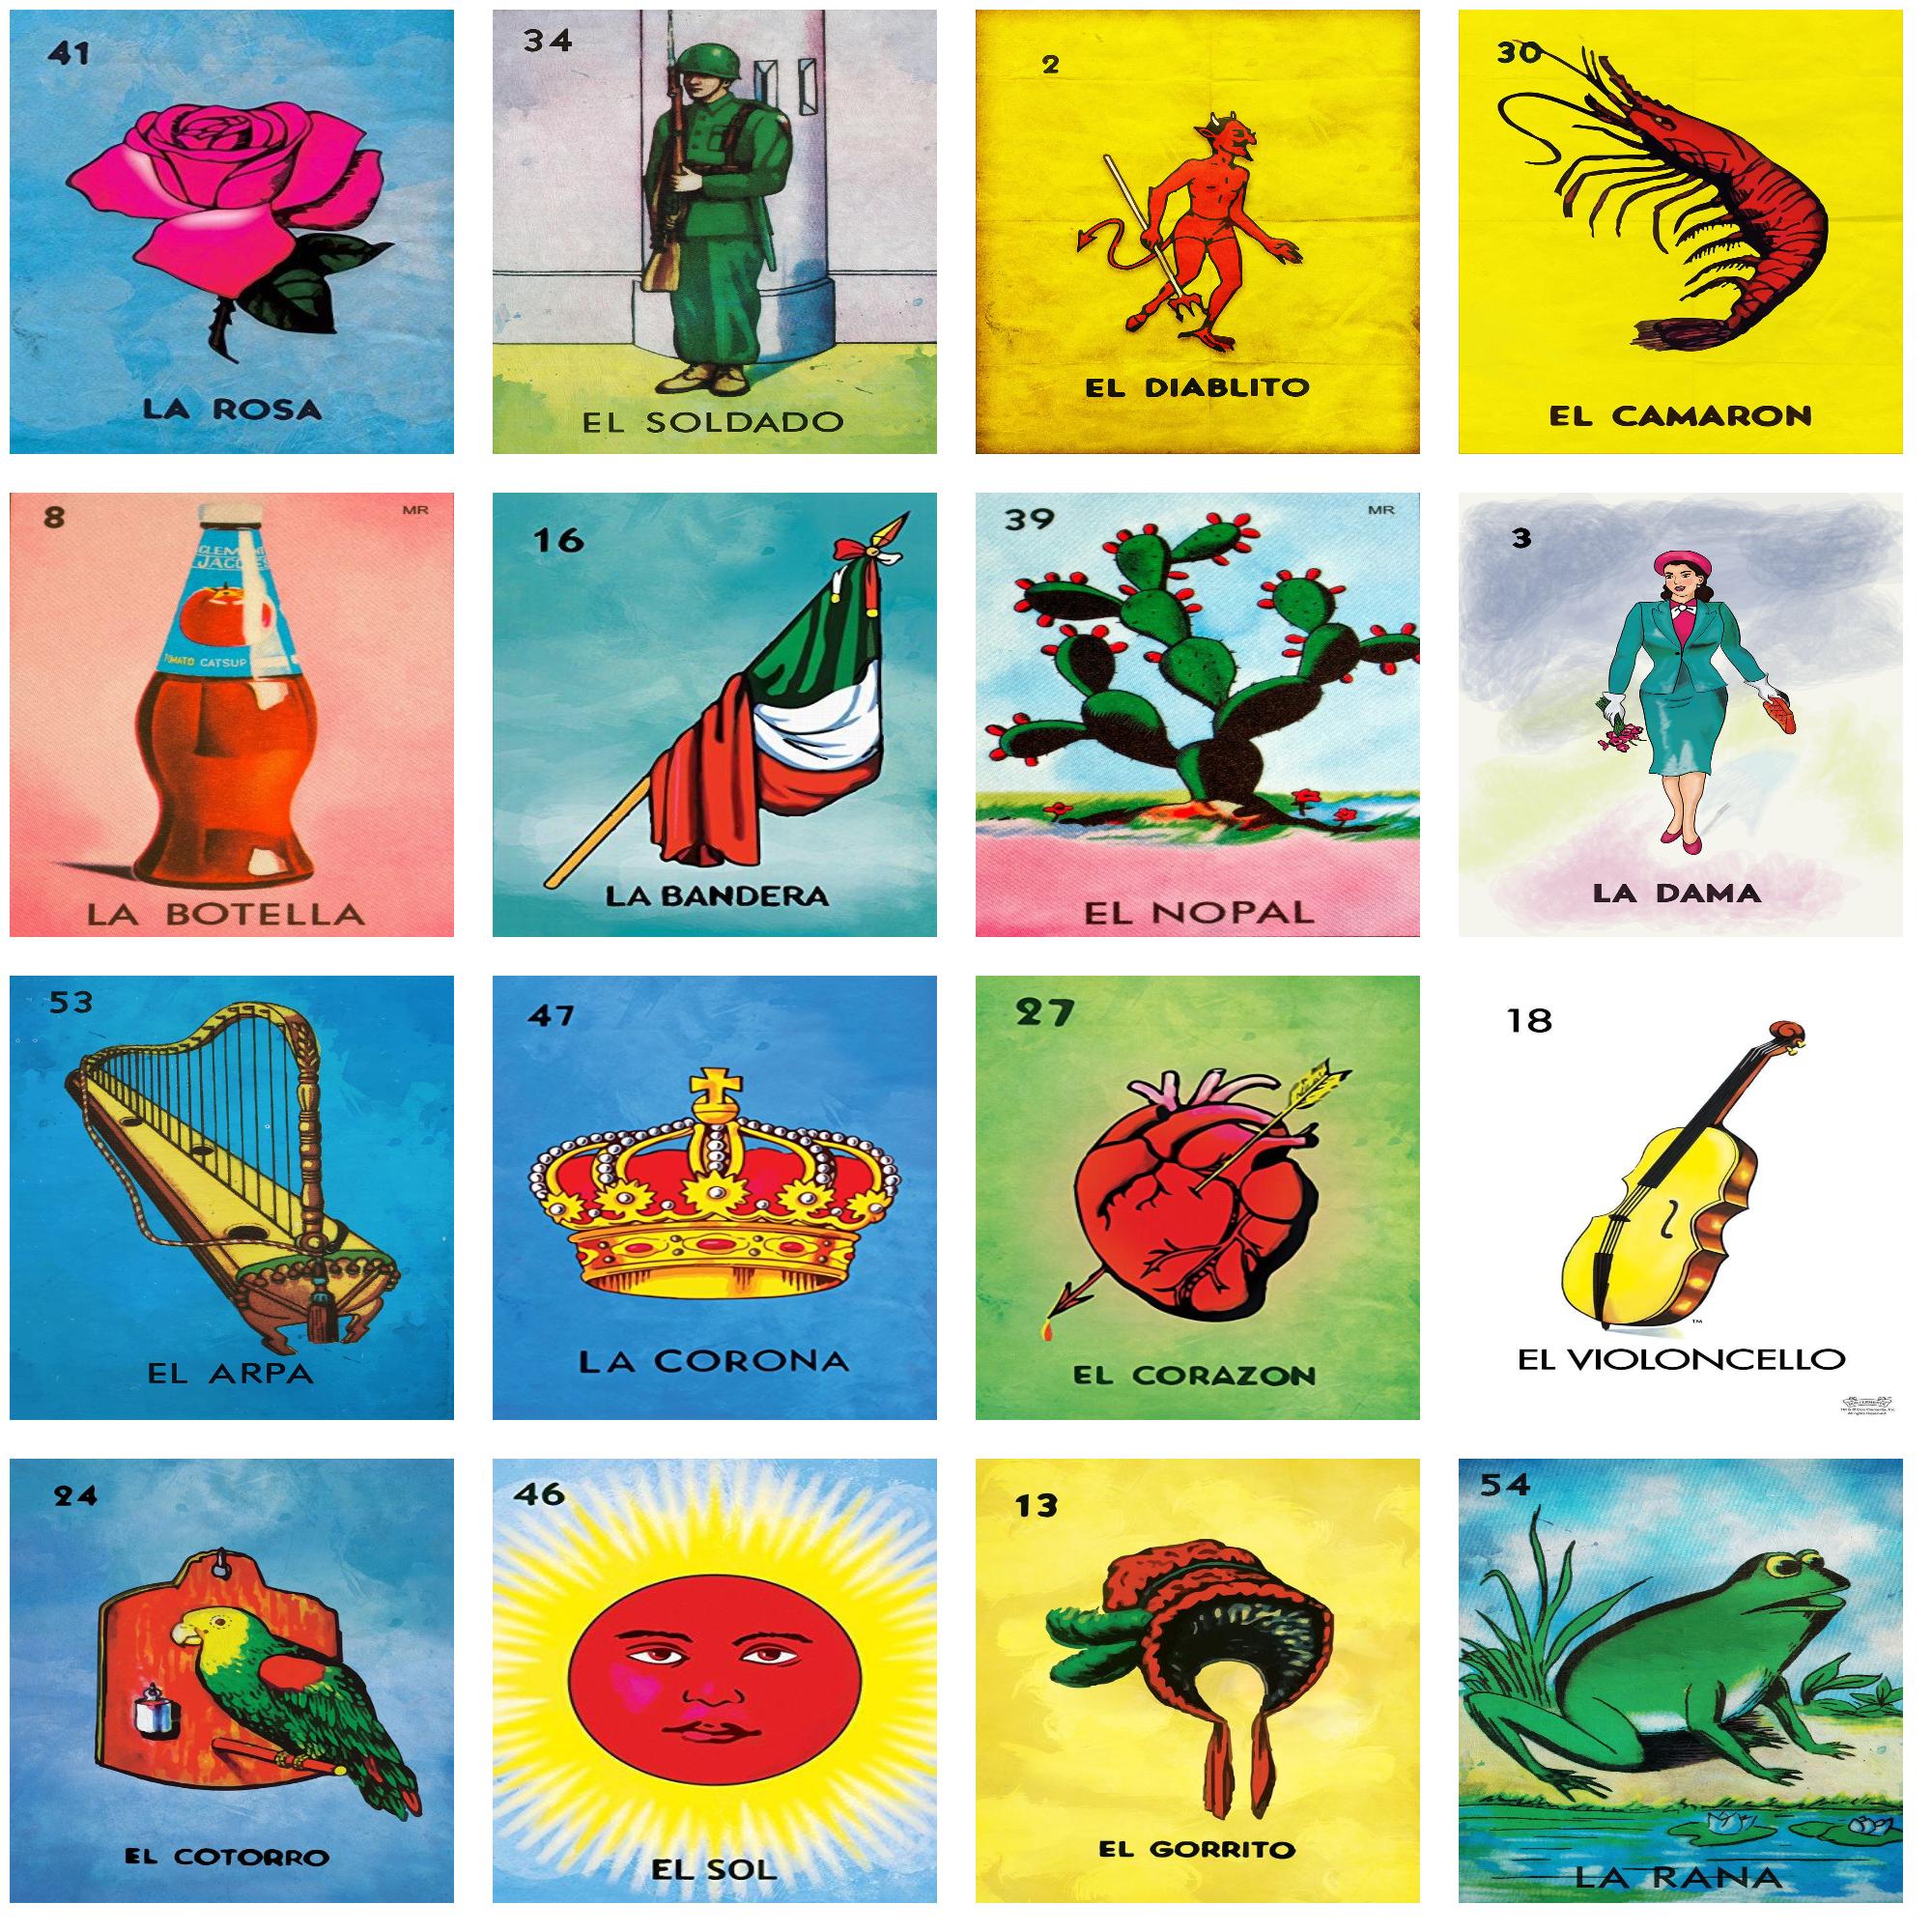 41
LA ROSA
34
EL SOLDADO
2
EL DIABLITO
30
EL CAMARON
8
MR
CLEMENT
JACQUES
TOMATO CATSUP
LA BOTELLA
16
LA BANDERA
39
MR
EL NOPAL
3
LA DAMA
53
EL ARPA
47
LA CORONA
27
EL CORAZON
18
TM
EL VIOLONCELLO
24
EL COTORRO
46
EL SOL
13
EL GORRITO
54
LA RANA